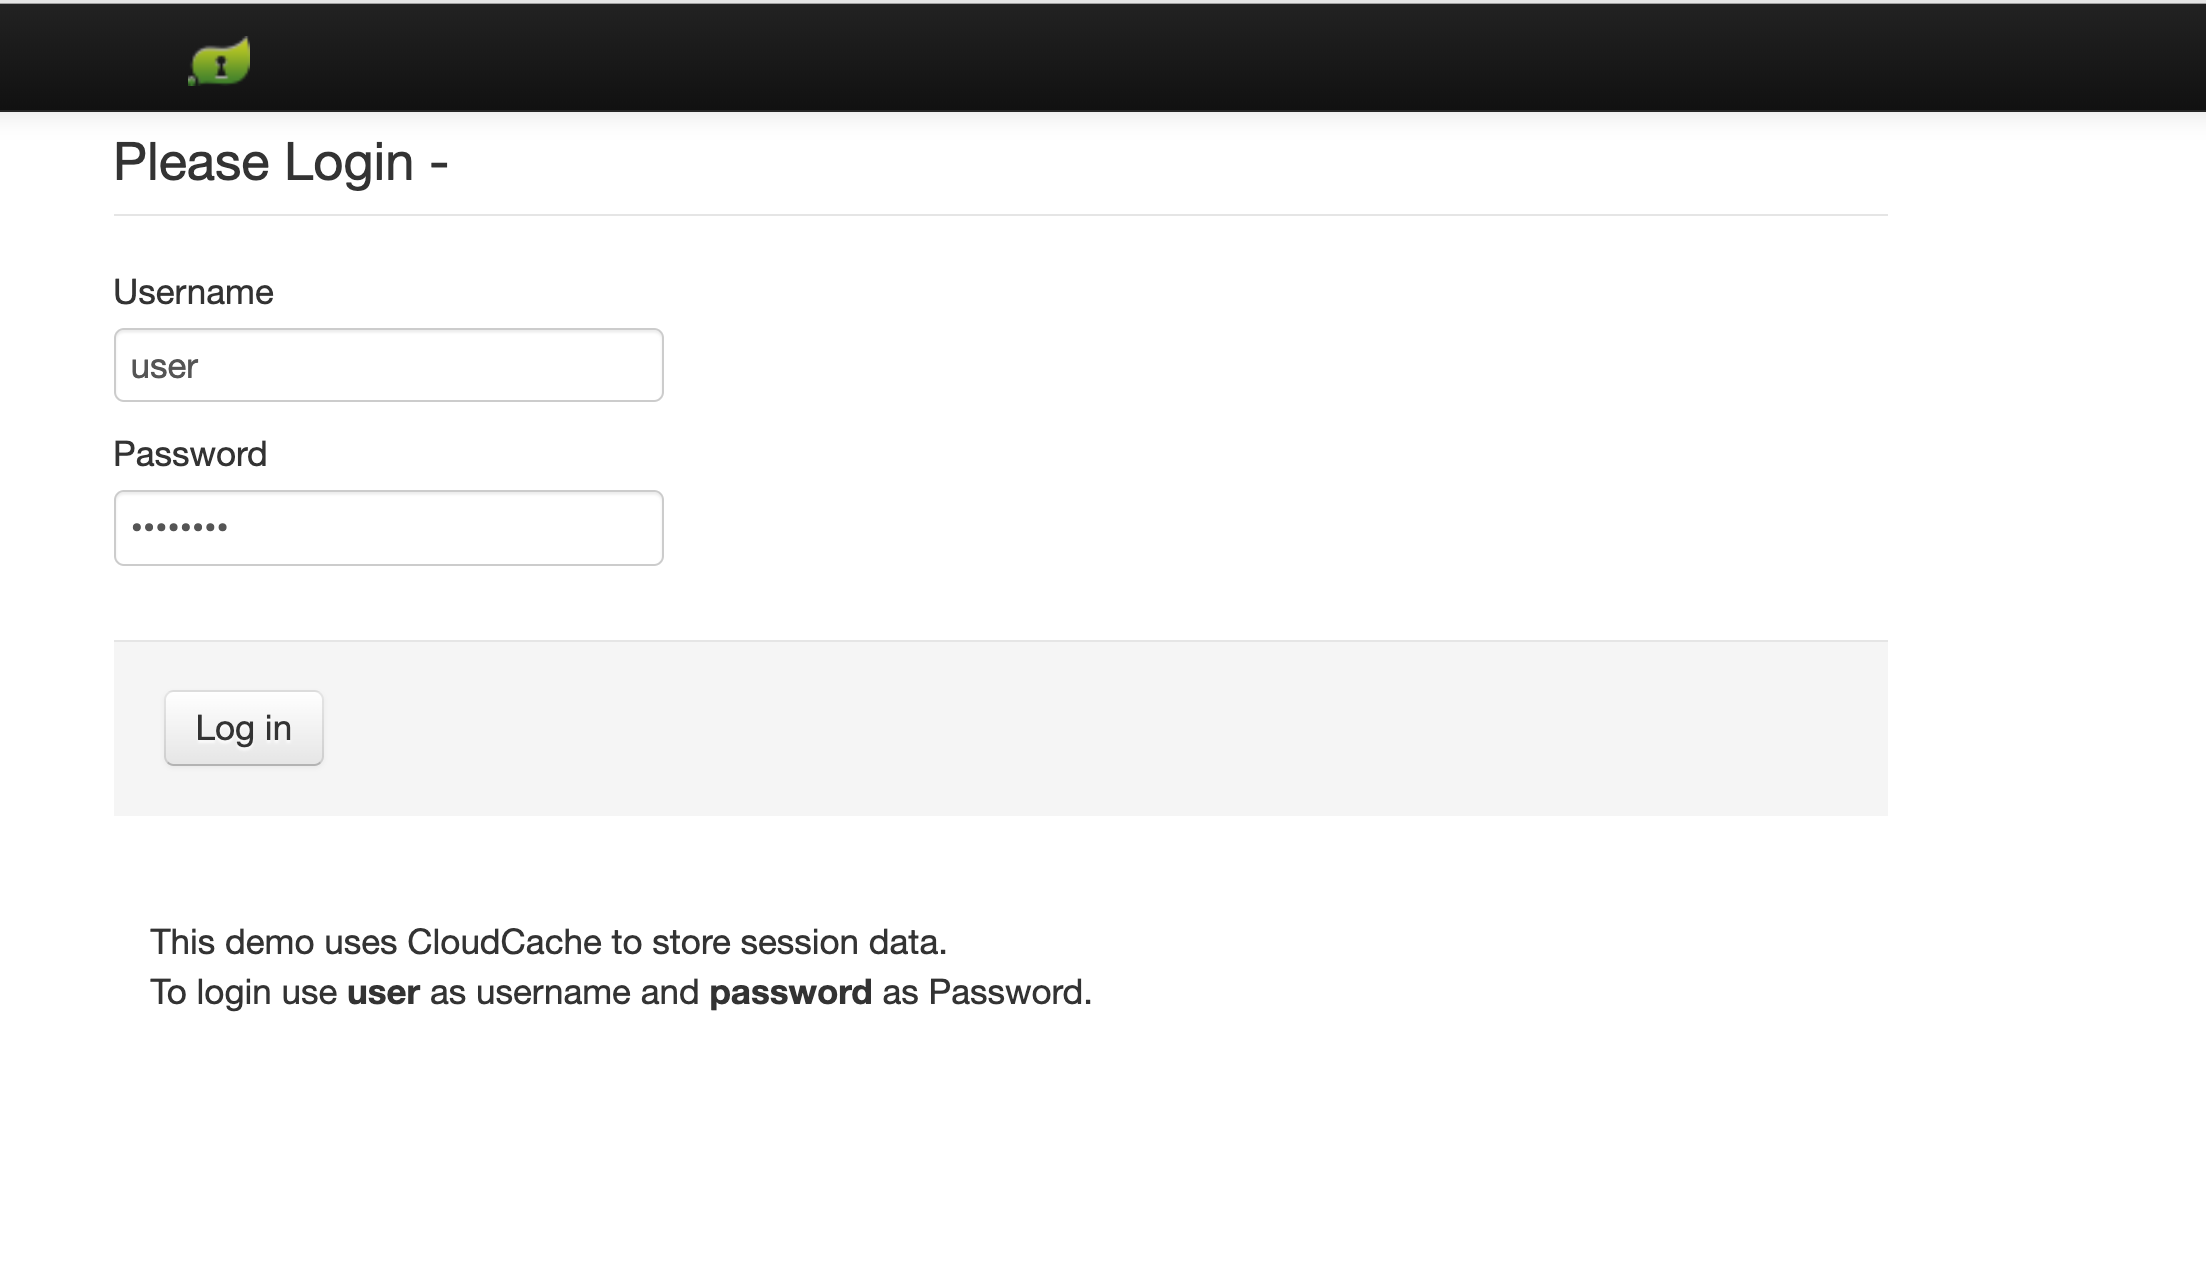 Please Login -
Username
user
Password
••••••••
Log in
This demo uses CloudCache to store session data.
To login use user as username and password as Password.